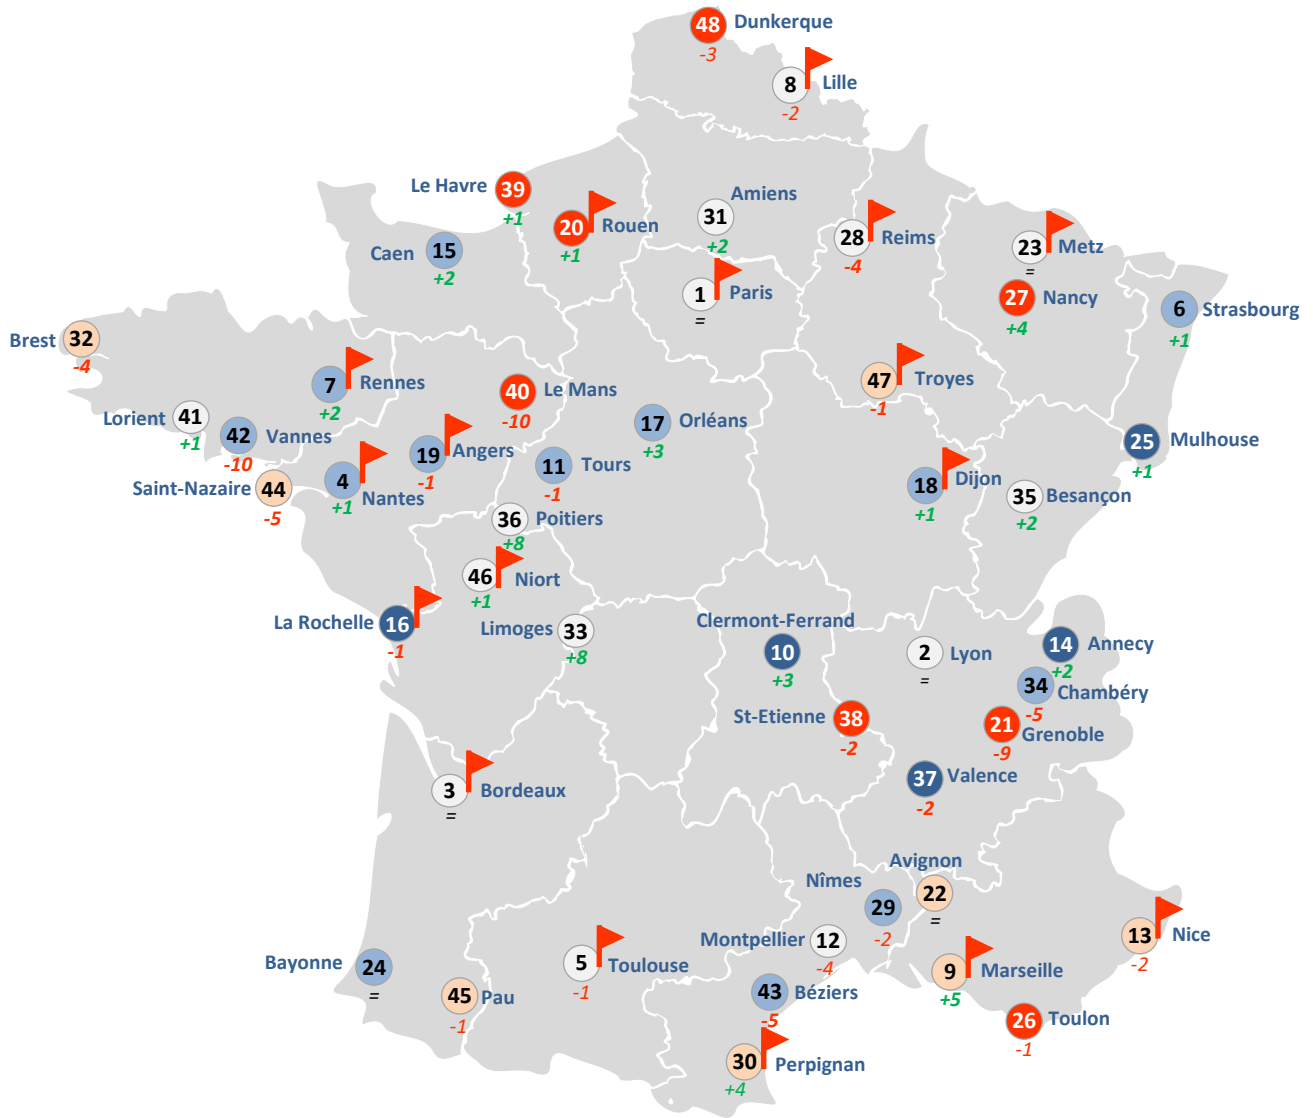 48 Dunkerque
-3
8 Lille
-2
Le Havre 39
+1
20 Rouen
+1
Amiens
31
+2
28 Reims
-4
23 Metz
=
Caen 15
+2
1 Paris
=
27 Nancy
+4
6 Strasbourg
+1
Brest 32
-4
7 Rennes
+2
40 Le Mans
-10
47 Troyes
-1
Lorient 41
+1
42 Vannes
-10
17 Orléans
+3
19 Angers
-1
11 Tours
-1
25 Mulhouse
+1
Saint-Nazaire 44
-5
4 Nantes
+1
18 Dijon
+1
35 Besançon
+2
36 Poitiers
+8
46 Niort
+1
La Rochelle 16
-1
Limoges 33
+8
Clermont-Ferrand
10
+3
2 Lyon
=
14 Annecy
+2
34 Chambéry
-5
St-Etienne 38
-2
21 Grenoble
-9
37 Valence
-2
3 Bordeaux
=
Avignon
22
=
Nîmes
29
-2
Montpellier 12
-4
13 Nice
-2
Bayonne 24
=
45 Pau
-1
5 Toulouse
-1
9 Marseille
+5
43 Béziers
-5
26 Toulon
-1
30 Perpignan
+4